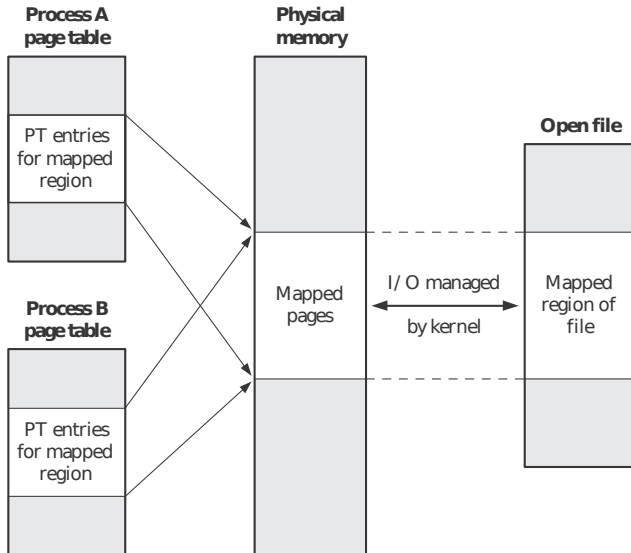 Process A
page table
PT entries
for mapped
region
Process B
page table
PT entries
for mapped
region
Physical
memory
Mapped
pages
I/O managed
by kernel
Open file
Mapped
region of
file